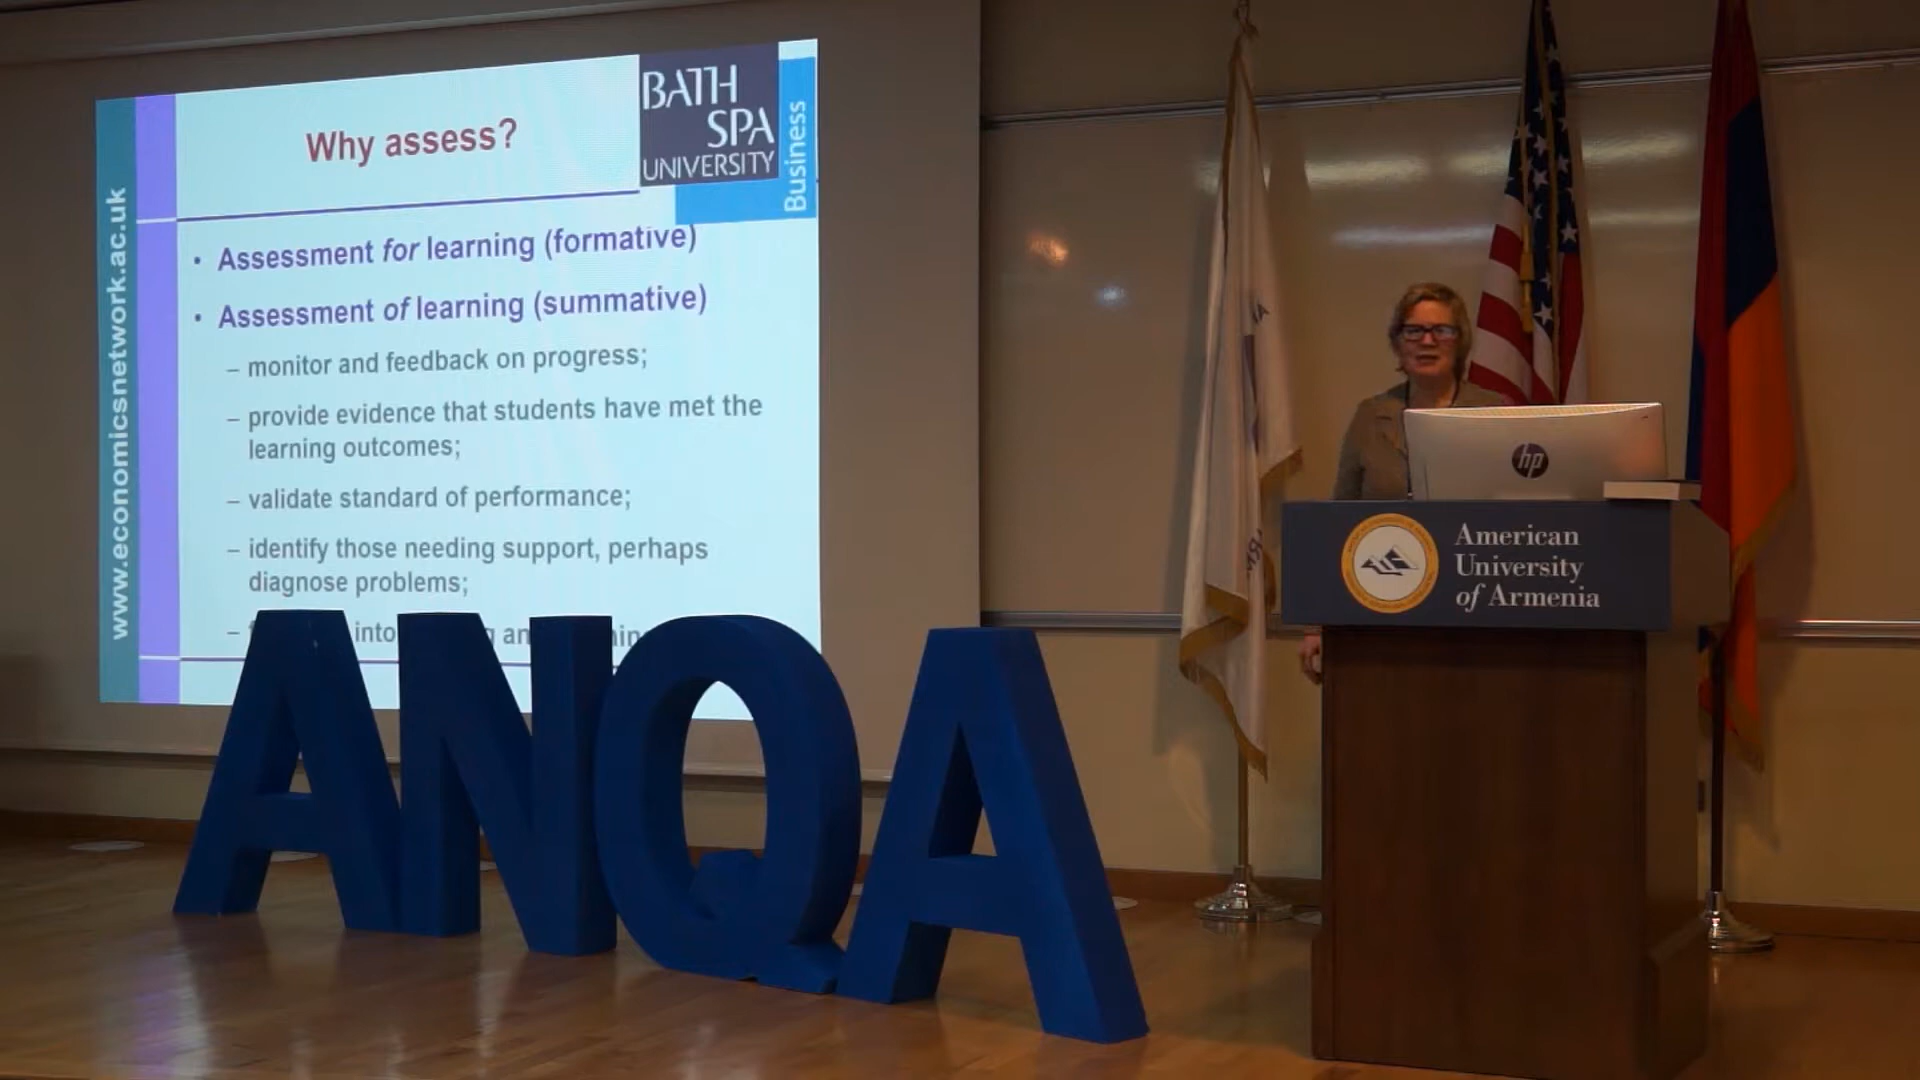 www.economicsnetwork.ac.uk
Why assess?
BATH
SPA
UNIVERSITY
Business
• Assessment for learning (formative)
• Assessment of learning (summative)
– monitor and feedback on progress;
– provide evidence that students have met the
learning outcomes;
– validate standard of performance;
– identify those needing support, perhaps
diagnose problems;
– into
ANQA
hp
American
University
of Armenia